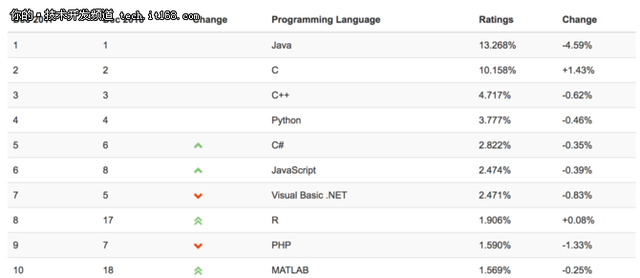 你的·技术开发频道 tech.it168.com
Change Programming Language Ratings Change
1 1 Java 13.268% -4.59%
2 2 C 10.158% +1.43%
3 3 C++ 4.717% -0.62%
4 4 Python 3.777% -0.46%
5 6 C# 2.822% -0.35%
6 8 JavaScript 2.474% -0.39%
7 5 Visual Basic .NET 2.471% -0.83%
8 17 R 1.906% +0.08%
9 7 PHP 1.590% -1.33%
10 18 MATLAB 1.569% -0.25%